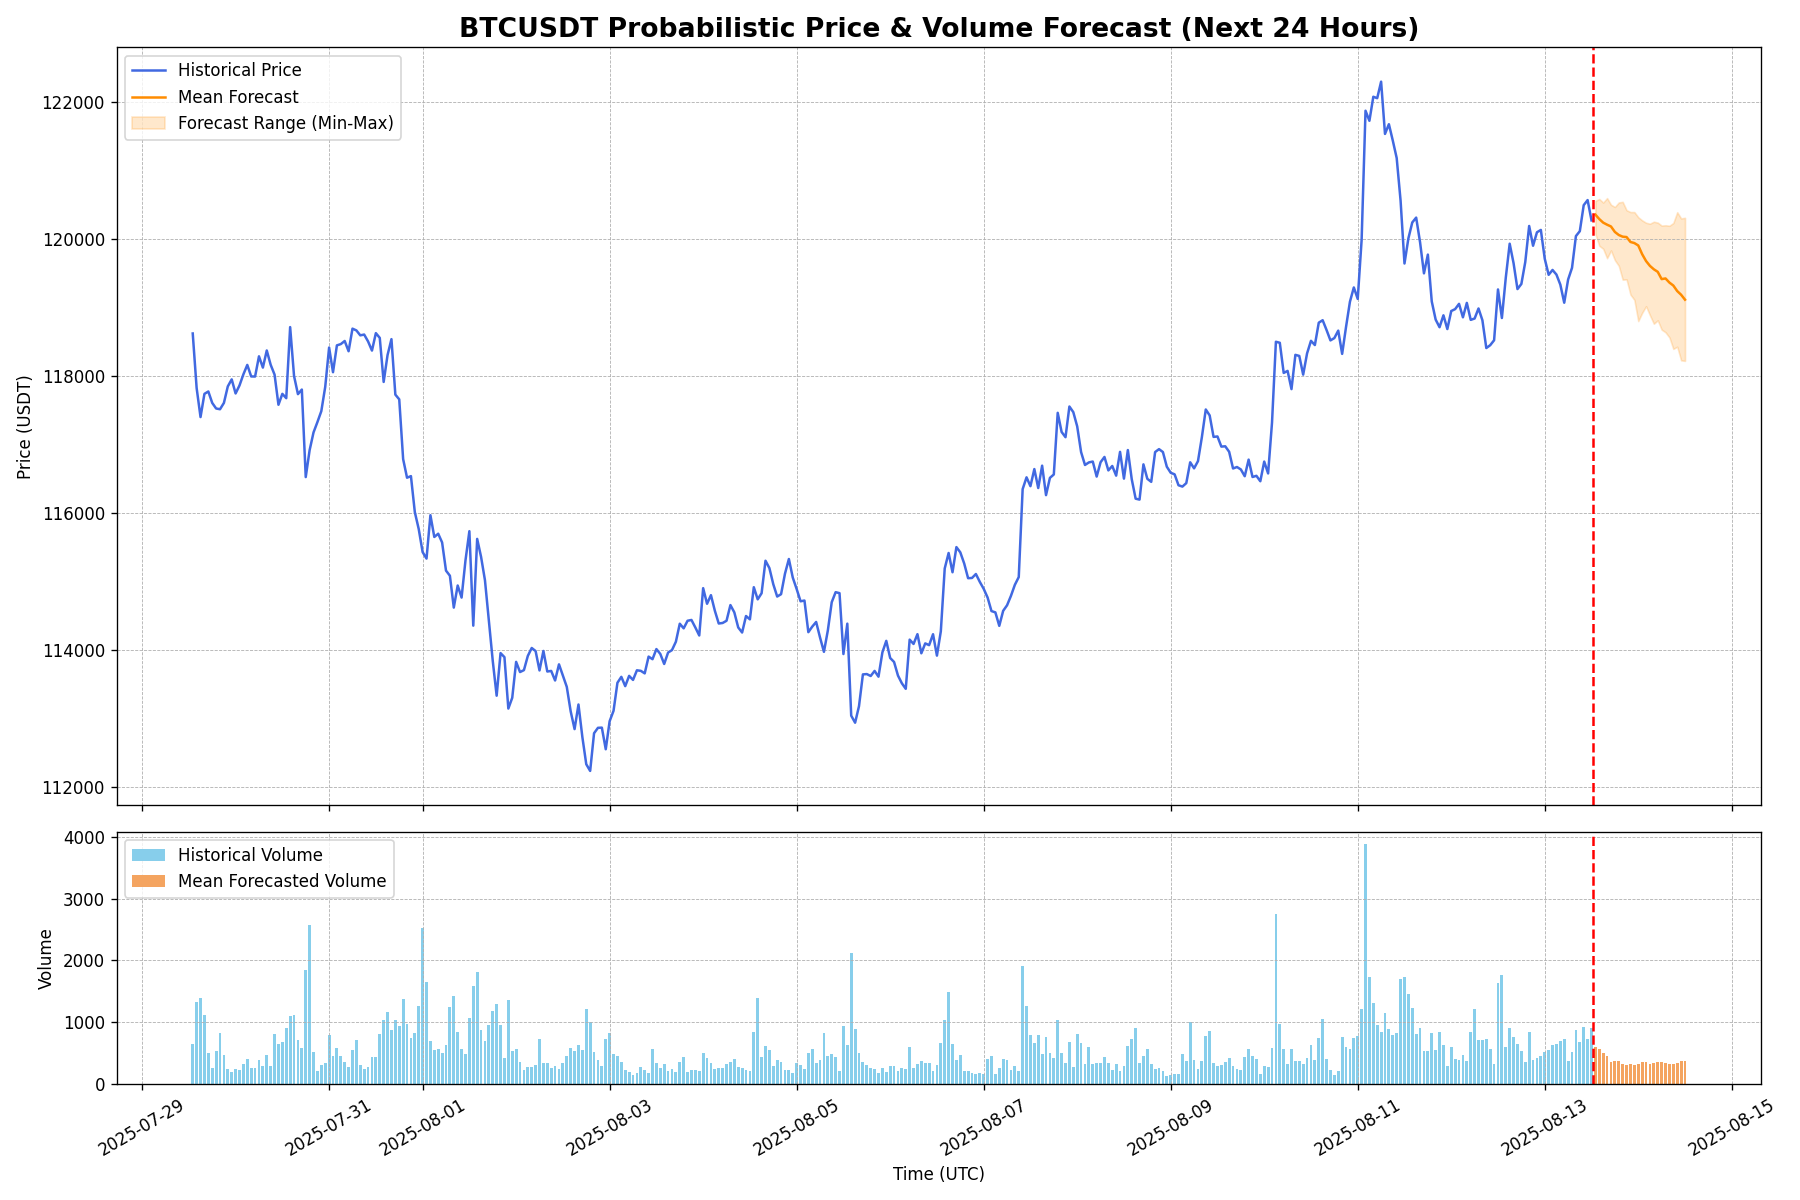 BTCUSDT Probabilistic Price & Volume Forecast (Next 24 Hours)
Historical Price
Mean Forecast
Forecast Range (Min-Max)
122000
120000
118000
116000
114000
112000
Price (USDT)
Historical Volume
Mean Forecasted Volume
4000
3000
2000
1000
0
Volume
2025-07-29
2025-07-31
2025-08-01
2025-08-03
2025-08-05
2025-08-07
2025-08-09
2025-08-11
2025-08-13
2025-08-15
Time (UTC)